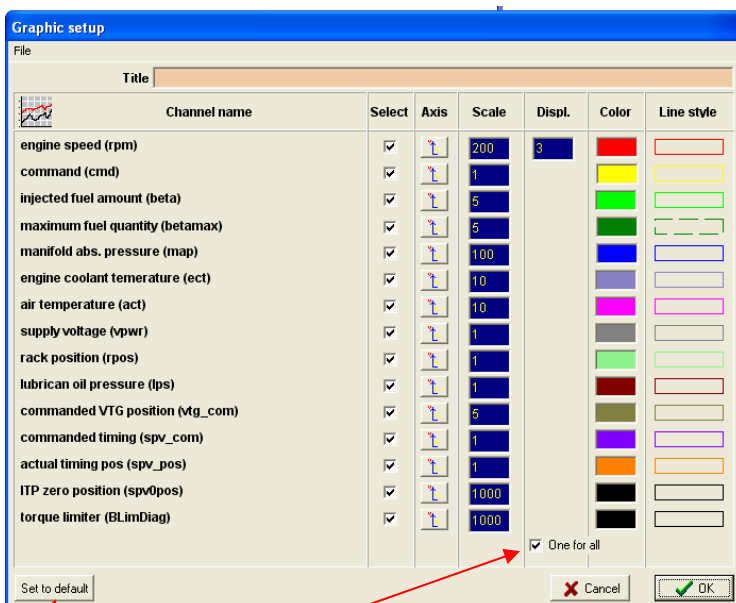 Graphic setup
File
Title
Channel name Select Axis Scale Displ. Color Line style
engine speed (rpm) 200 3
command (cmd) 1
injected fuel amount (beta) 5
maximum fuel quantity (betamax) 5
manifold abs. pressure (map) 100
engine coolant temerature (ect) 10
air temperature (act) 10
supply voltage (vpwr) 1
rack position (rpos) 1
lubrican oil pressure (lps) 1
commanded VTG position (vtg_com) 5
commanded timing (spv_com) 1
actual timing pos (spv_pos) 1
ITP zero position (spv0pos) 1000
torque limiter (BLimDiag) 1000
One for all
Set to default Cancel OK